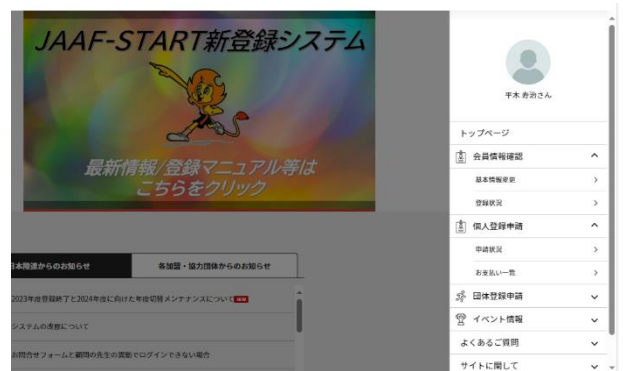 JAAF-START新登録システム
最新情報/登録マニュアル等は
こちらをクリック
日本陸連からのお知らせ
各加盟・協力団体からのお知らせ
2023年度登録終了と2024年度に向けた年度切替メンテナンスについて
システムの改修について
お問合せフォームと顧問の先生の異動でログインできない場合
平木 寿治さん
トップページ
会員情報確認
基本情報変更
登録状況
個人登録申請
申請状況
お支払い一覧
団体登録申請
イベント情報
よくあるご質問
サイトに関して